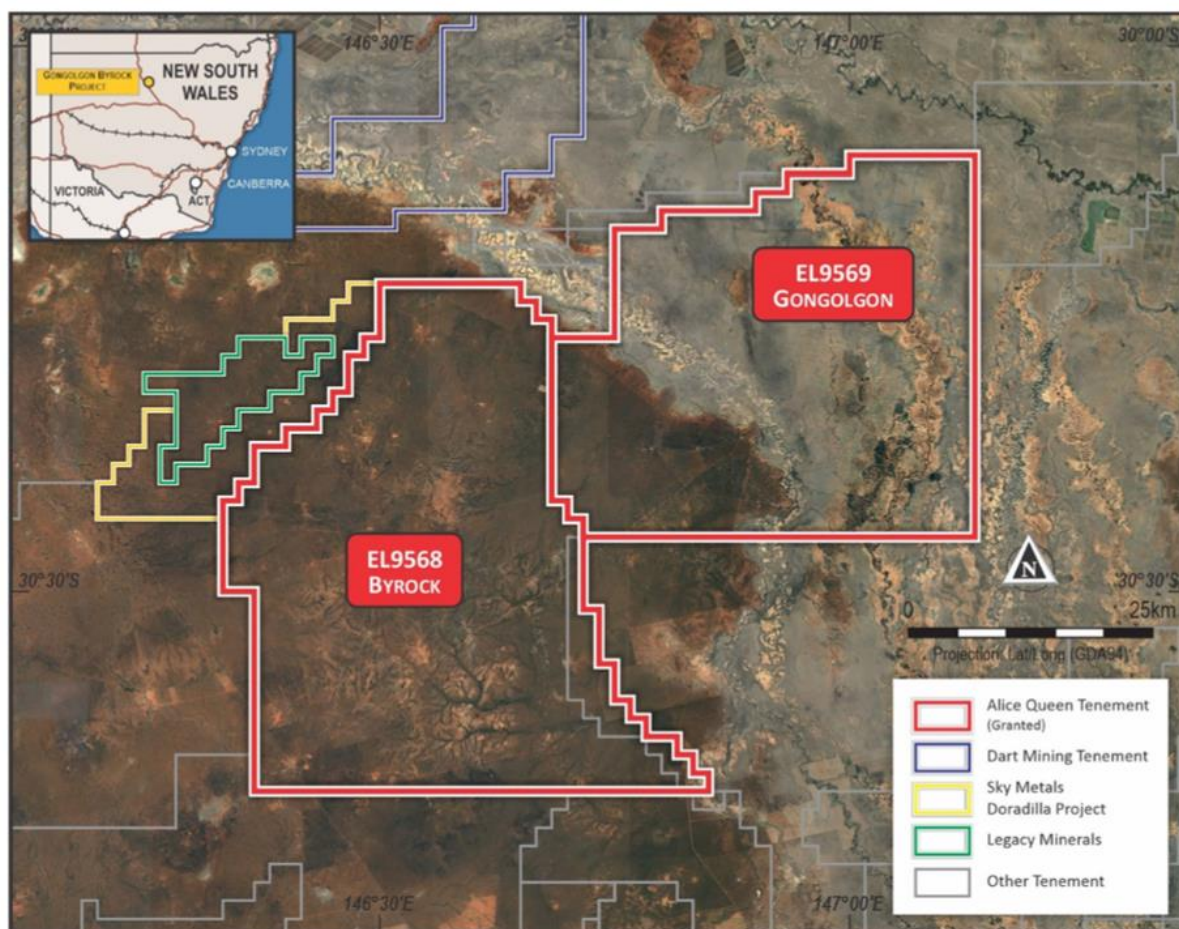 146°30'E
147°00'E
30°00'S
30°00'S
GONGOLGON BYROCK
PROJECT
NEW SOUTH
WALES
SYDNEY
CANBERRA
VICTORIA
ACT
EL9569
GONGOLGON
EL9568
BYROCK
30°30'S
30°30'S
N
0
25km
Projection: Lat/Long (GDA94)
Alice Queen Tenement
(Granted)
Dart Mining Tenement
Sky Metals
Doradilla Project
Legacy Minerals
Other Tenement
146°30'E
147°00'E